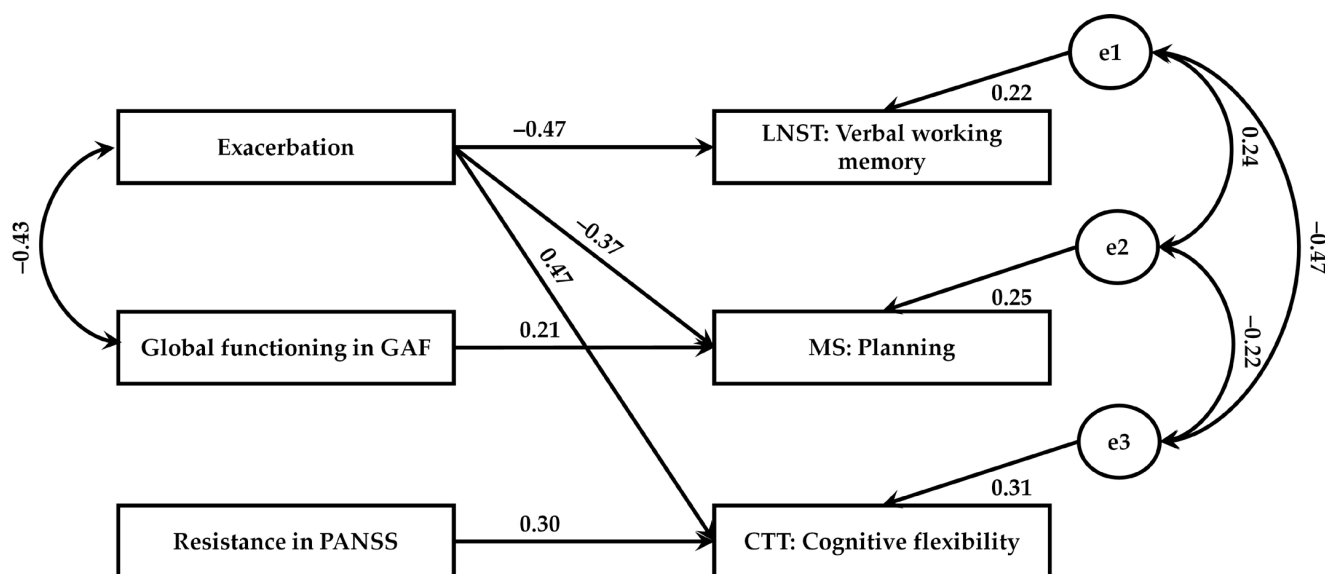 e1
0.22
Exacerbation
−0.47
LNST: Verbal working
memory
0.24
−0.43
−0.37
0.47
e2
−0.47
0.25
Global functioning in GAF
0.21
MS: Planning
−0.22
e3
0.31
Resistance in PANSS
0.30
CTT: Cognitive flexibility